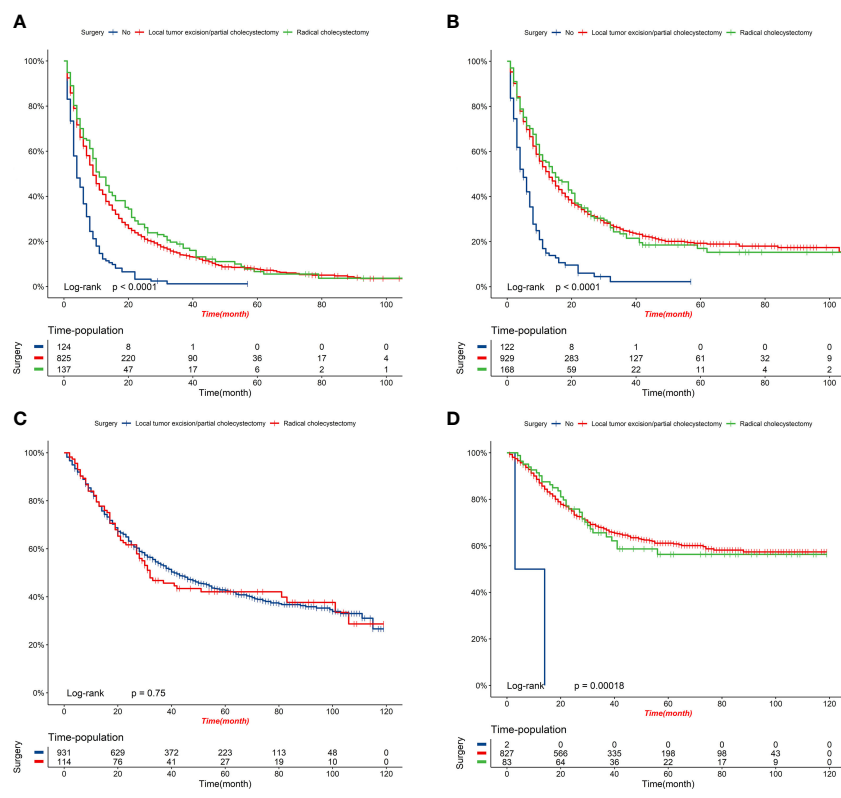 A
Surgery No Local tumor excision/partial cholecystectomy Radical cholecystectomy
100%
80%
60%
40%
20%
0%
Log-rank p < 0.0001
0 20 40 60 80 100
Time(month)
Time-population
Surgery
124 8 1 0 0 0
825 220 90 36 17 4
137 47 17 6 2 1
0 20 40 60 80 100
Time(month)
B
Surgery No Local tumor excision/partial cholecystectomy Radical cholecystectomy
100%
80%
60%
40%
20%
0%
Log-rank p < 0.0001
0 20 40 60 80 100
Time(month)
Time-population
Surgery
122 8 1 0 0 0
929 283 127 61 32 9
168 59 22 11 4 2
0 20 40 60 80 100
Time(month)
C
Surgery Local tumor excision/partial cholecystectomy Radical cholecystectomy
100%
80%
60%
40%
20%
0%
Log-rank p = 0.75
0 20 40 60 80 100 120
Time(month)
Time-population
Surgery
931 629 372 223 113 48 0
114 76 41 27 19 10 0
0 20 40 60 80 100 120
Time(month)
D
Surgery No Local tumor excision/partial cholecystectomy Radical cholecystectomy
100%
80%
60%
40%
20%
0%
Log-rank p = 0.00018
0 20 40 60 80 100 120
Time(month)
Time-population
Surgery
2 0 0 0 0 0 0
827 566 335 198 98 43 0
83 64 36 22 17 9 0
0 20 40 60 80 100 120
Time(month)